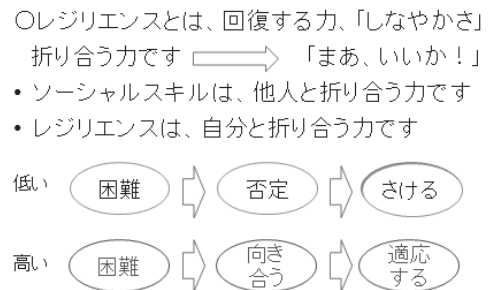 ○レジリエンスとは、回復する力、「しなやかさ」
折り合う力です 「まあ、いいか！」
• ソーシャルスキルは、他人と折り合う力です
• レジリエンスは、自分と折り合う力です
低い 困難 否定 さける
高い 困難 向き合う 適応する